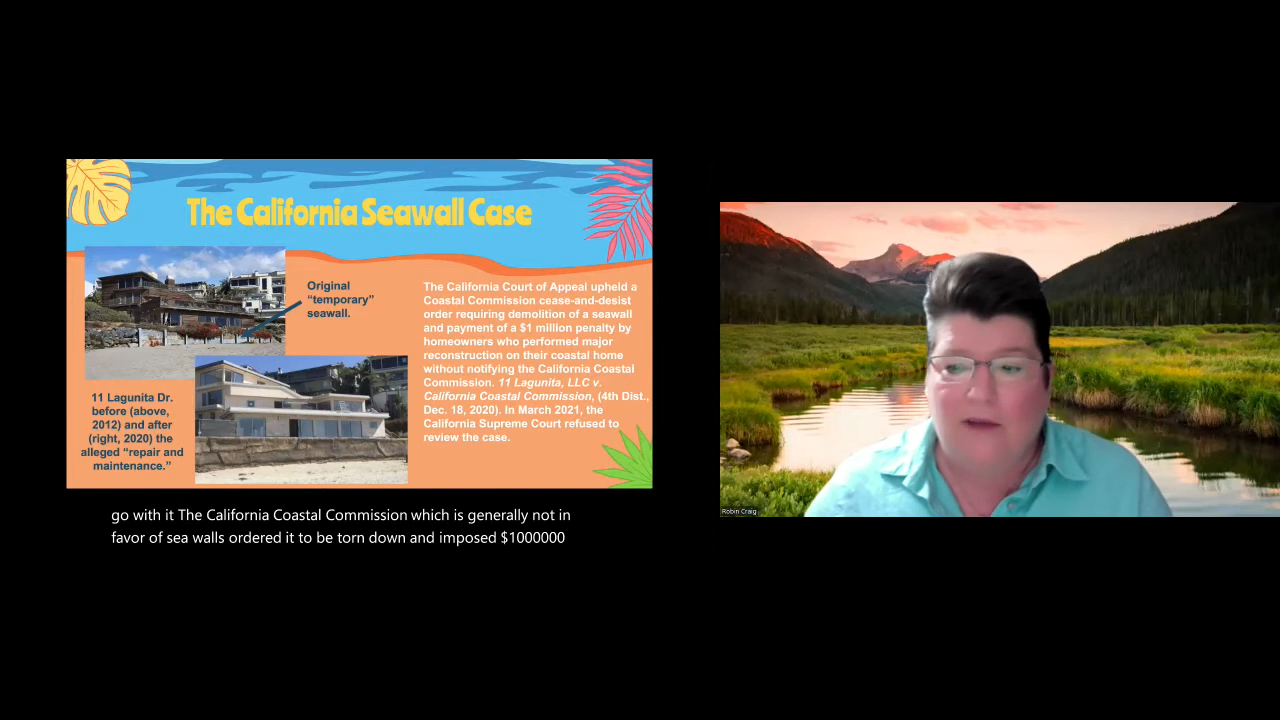 The California Seawall Case
Original
“temporary”
seawall.
The California Court of Appeal upheld a
Coastal Commission cease-and-desist
order requiring demolition of a seawall
and payment of a $1 million penalty by
homeowners who performed major
reconstruction on their coastal home
without notifying the California Coastal
Commission. 11 Lagunita, LLC v.
California Coastal Commission, (4th Dist.,
Dec. 18, 2020). In March 2021, the
California Supreme Court refused to
review the case.
11 Lagunita Dr.
before (above,
2012) and after
(right, 2020) the
alleged “repair and
maintenance.”
go with it The California Coastal Commission which is generally not in
favor of sea walls ordered it to be torn down and imposed $1000000
Robin Craig